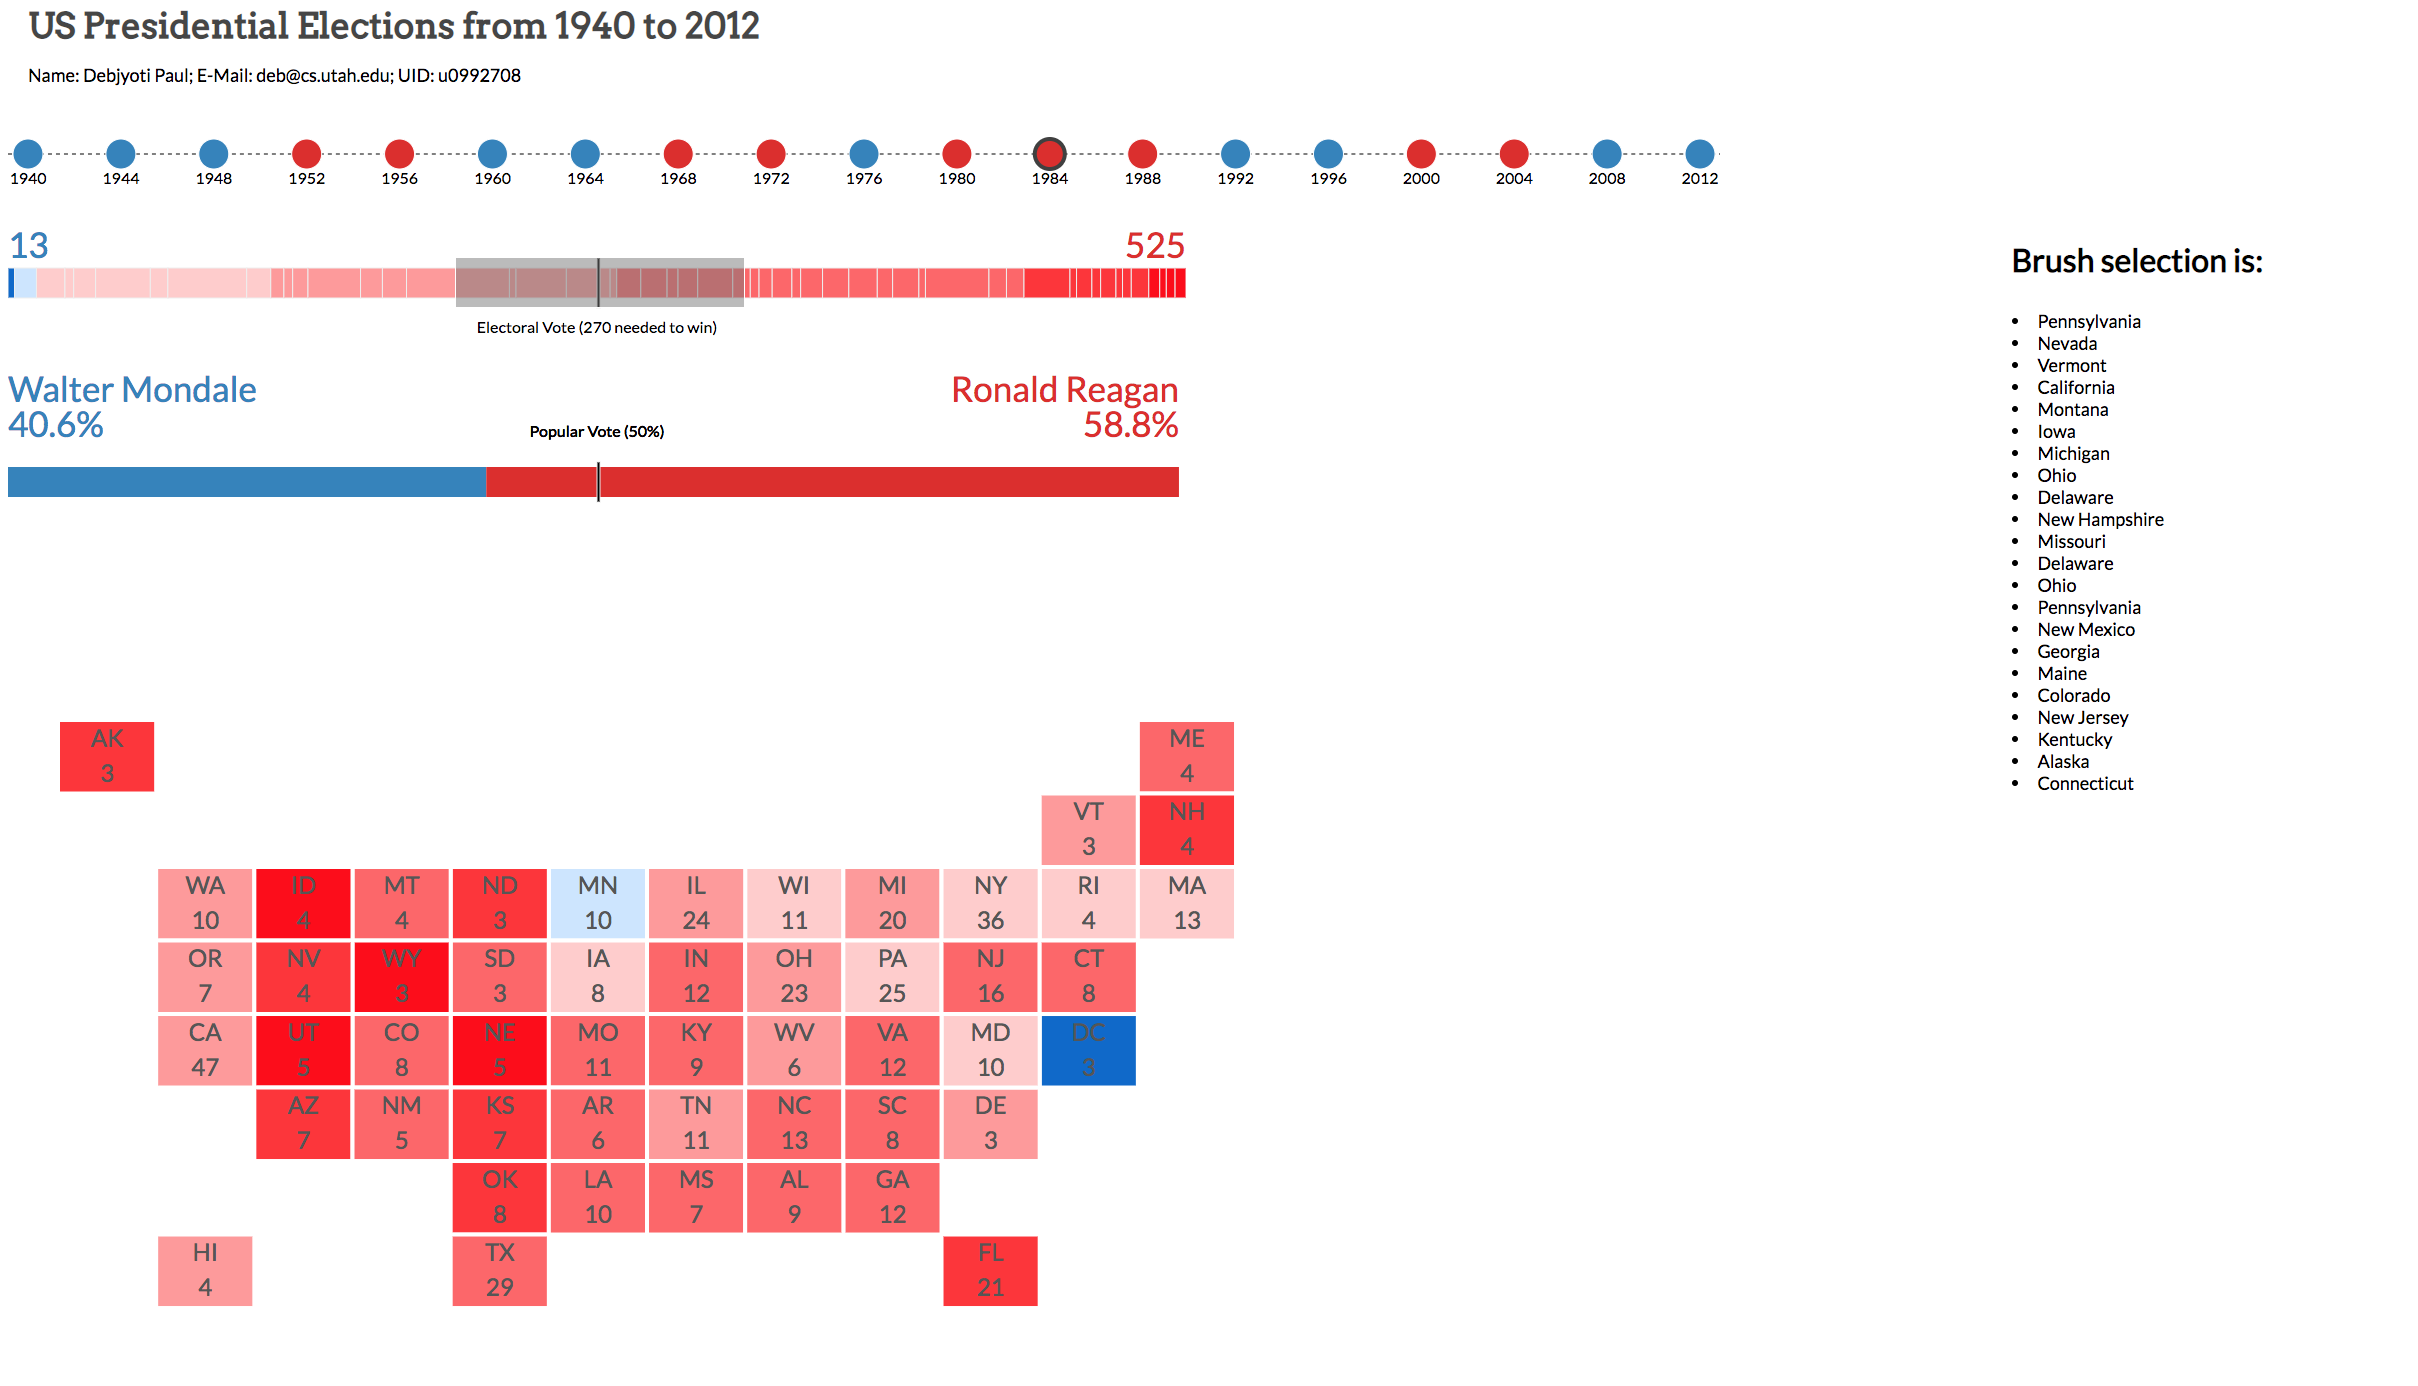 US Presidential Elections from 1940 to 2012
Name: Debjyoti Paul; E-Mail: deb@cs.utah.edu; UID: u0992708
1940 1944 1948 1952 1956 1960 1964 1968 1972 1976 1980 1984 1988 1992 1996 2000 2004 2008 2012
13 525
Electoral Vote (270 needed to win)
Walter Mondale Ronald Reagan
40.6% Popular Vote (50%) 58.8%
Brush selection is:
• Pennsylvania
• Nevada
• Vermont
• California
• Montana
• Iowa
• Michigan
• Ohio
• Delaware
• New Hampshire
• Missouri
• Delaware
• Ohio
• Pennsylvania
• New Mexico
• Georgia
• Maine
• Colorado
• New Jersey
• Kentucky
• Alaska
• Connecticut
AK ME
3 4
VT NH
3 4
WA ID MT ND MN IL WI MI NY RI MA
10 4 4 3 10 24 11 20 36 4 13
OR NV WY SD IA IN OH PA NJ CT
7 4 3 3 8 12 23 25 16 8
CA UT CO NE MO KY WV VA MD DC
47 5 8 5 11 9 6 12 10 3
AZ NM KS AR TN NC SC DE
7 5 7 6 11 13 8 3
OK LA MS AL GA
8 10 7 9 12
HI TX FL
4 29 21